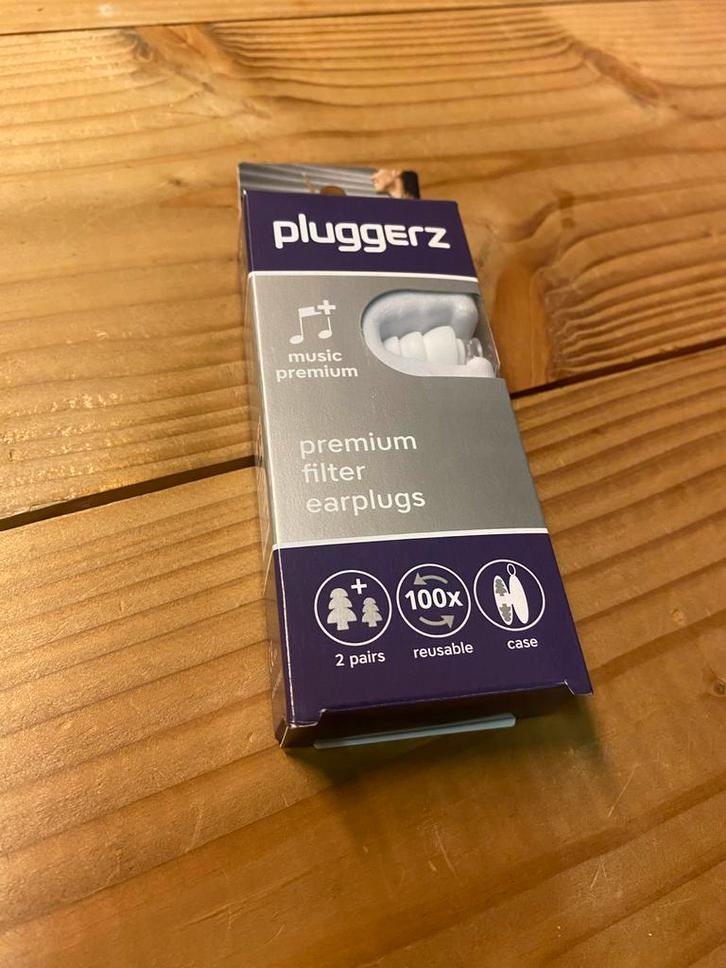 pluggerz
music
premium
premium
filter
earplugs
100x
2 pairs
reusable
case